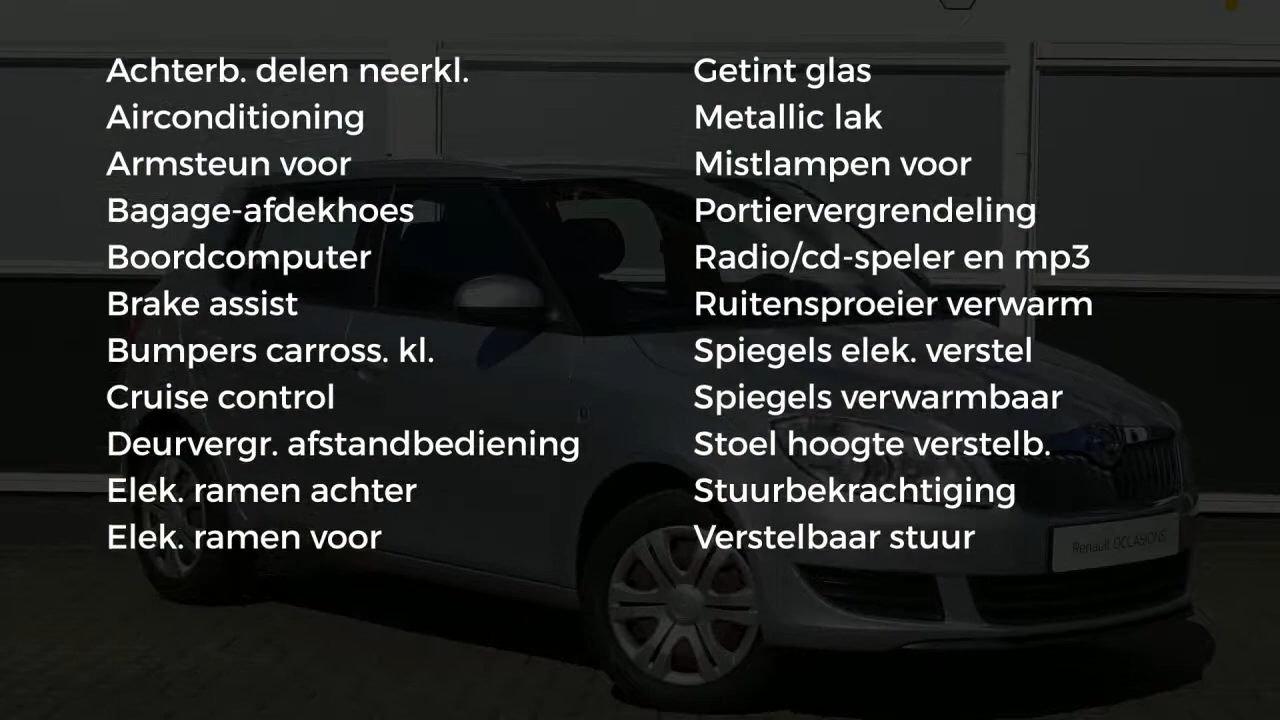 Achterb. delen neerkl.
Airconditioning
Armsteun voor
Bagage-afdekhoes
Boordcomputer
Brake assist
Bumpers carross. kl.
Cruise control
Deurvergr. afstandbediening
Elek. ramen achter
Elek. ramen voor
Getint glas
Metallic lak
Mistlampen voor
Portiervergrendeling
Radio/cd-speler en mp3
Ruitensproeier verwarm
Spiegels elek. verstel
Spiegels verwarmbaar
Stoel hoogte verstelb.
Stuurbekrachtiging
Verstelbaar stuur
Renault OCCASIONS